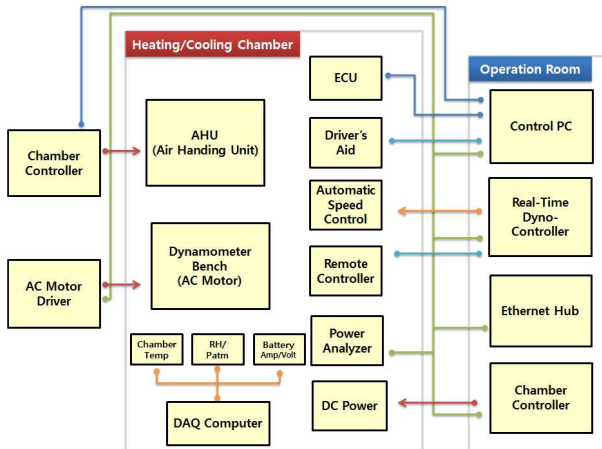 Heating/Cooling Chamber
Operation Room
Chamber
Controller
AC Motor
Driver
AHU
(Air Handing Unit)
Dynamometer
Bench
(AC Motor)
Chamber
Temp
RH/
Patm
Battery
Amp/Volt
DAQ Computer
ECU
Driver's
Aid
Automatic
Speed
Control
Remote
Controller
Power
Analyzer
DC Power
Control PC
Real-Time
Dyno-
Controller
Ethernet Hub
Chamber
Controller